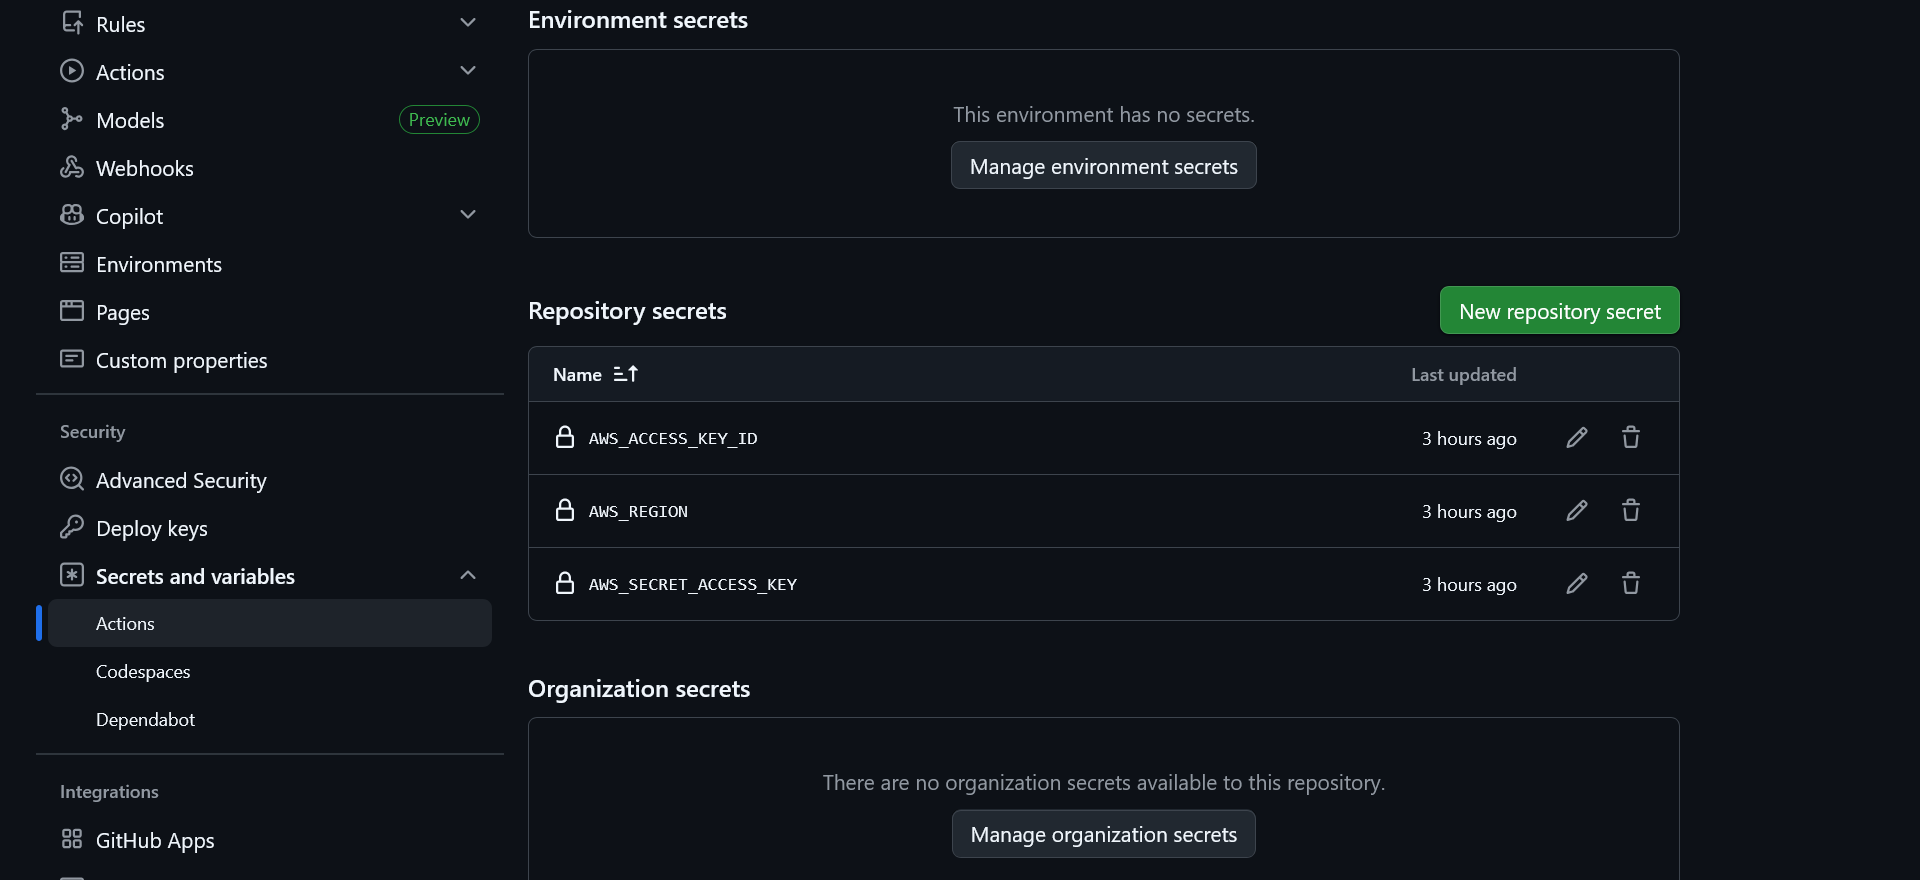 Rules
Actions
Models Preview
Webhooks
Copilot
Environments
Pages
Custom properties
Security
Advanced Security
Deploy keys
Secrets and variables
Actions
Codespaces
Dependabot
Integrations
GitHub Apps
Environment secrets
This environment has no secrets.
Manage environment secrets
Repository secrets
New repository secret
Name Last updated
AWS_ACCESS_KEY_ID 3 hours ago
AWS_REGION 3 hours ago
AWS_SECRET_ACCESS_KEY 3 hours ago
Organization secrets
There are no organization secrets available to this repository.
Manage organization secrets